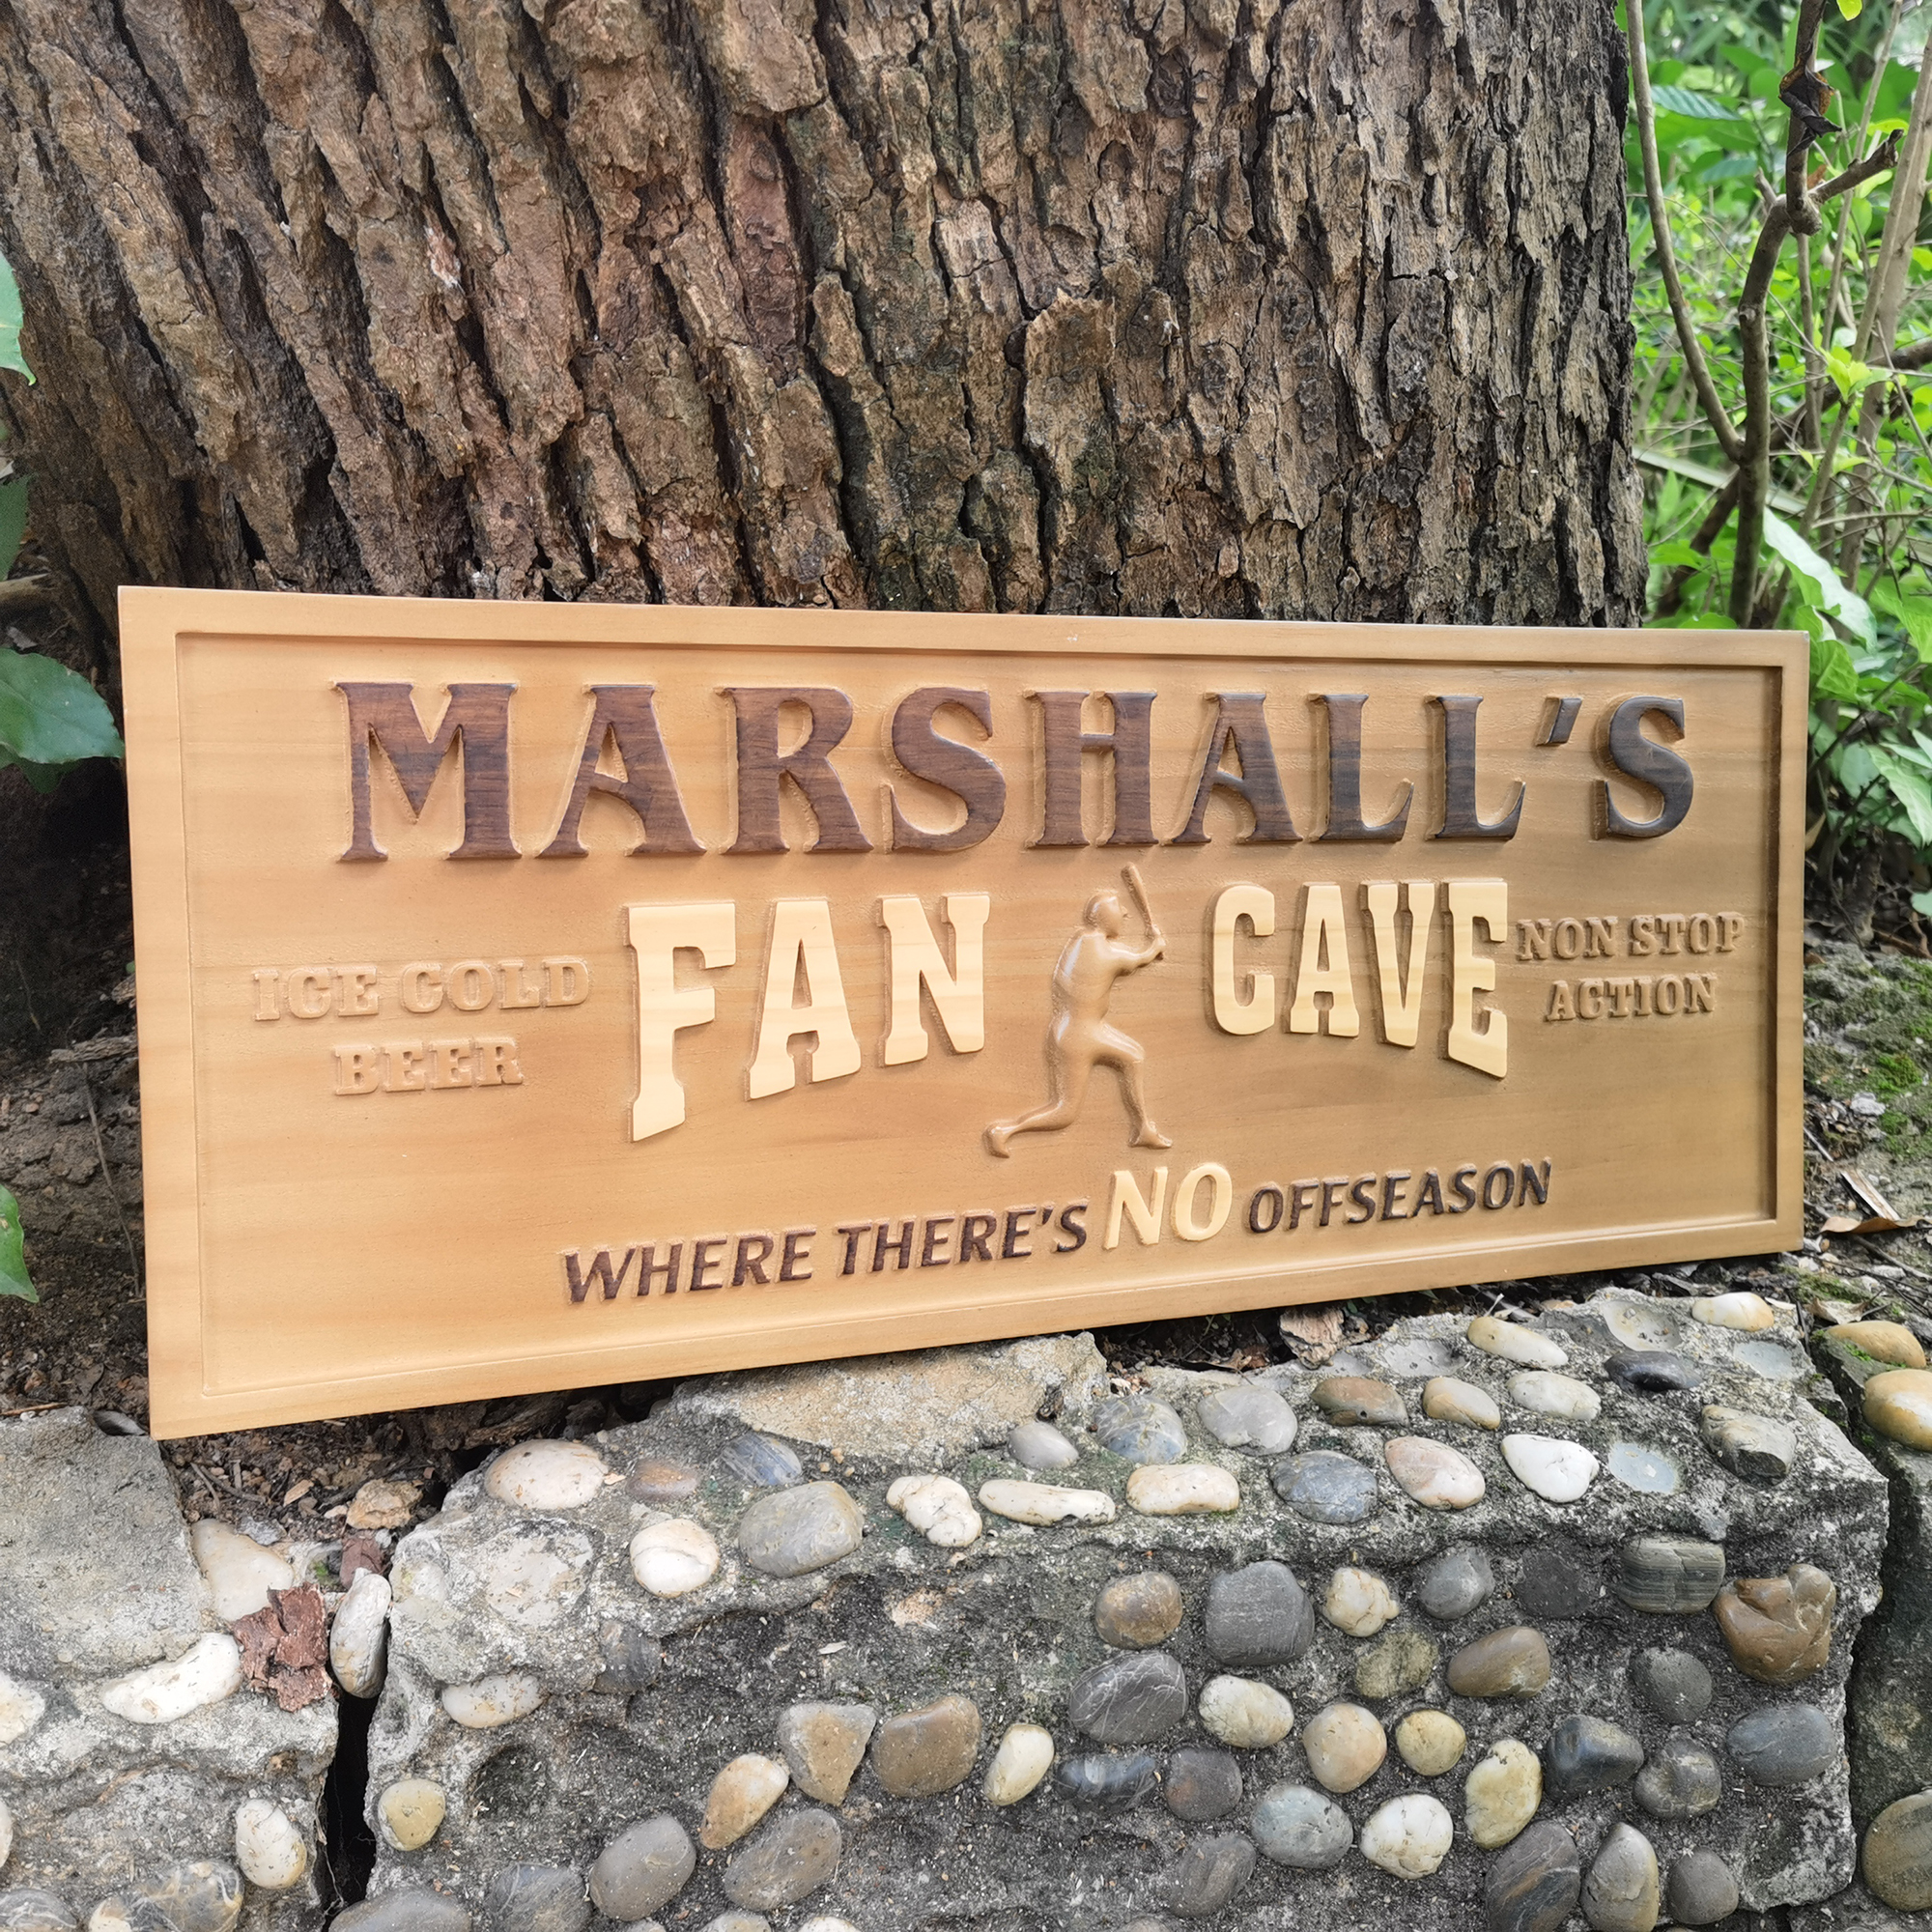 MARSHALL'S
FAN CAVE
ICE COLD
BEER
NON STOP
ACTION
WHERE THERE'S NO OFFSEASON